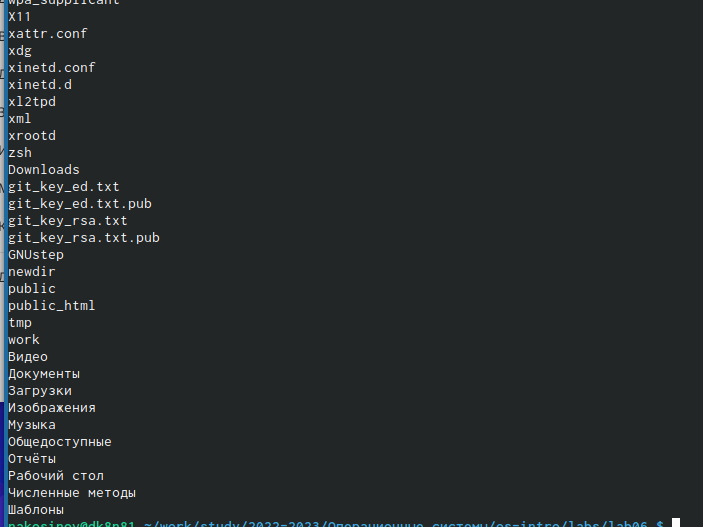 wpa_supplicant
X11
xattr.conf
xdg
xinetd.conf
xinetd.d
xl2tpd
xml
xrootd
zsh
Downloads
git_key_ed.txt
git_key_ed.txt.pub
git_key_rsa.txt
git_key_rsa.txt.pub
GNUstep
newdir
public
public_html
tmp
work
Видео
Документы
Загрузки
Изображения
Музыка
Общедоступные
Отчёты
Рабочий стол
Численные методы
Шаблоны
~/work/study/2022-2023/Операционные системы/os-intro/labs/lab06 $